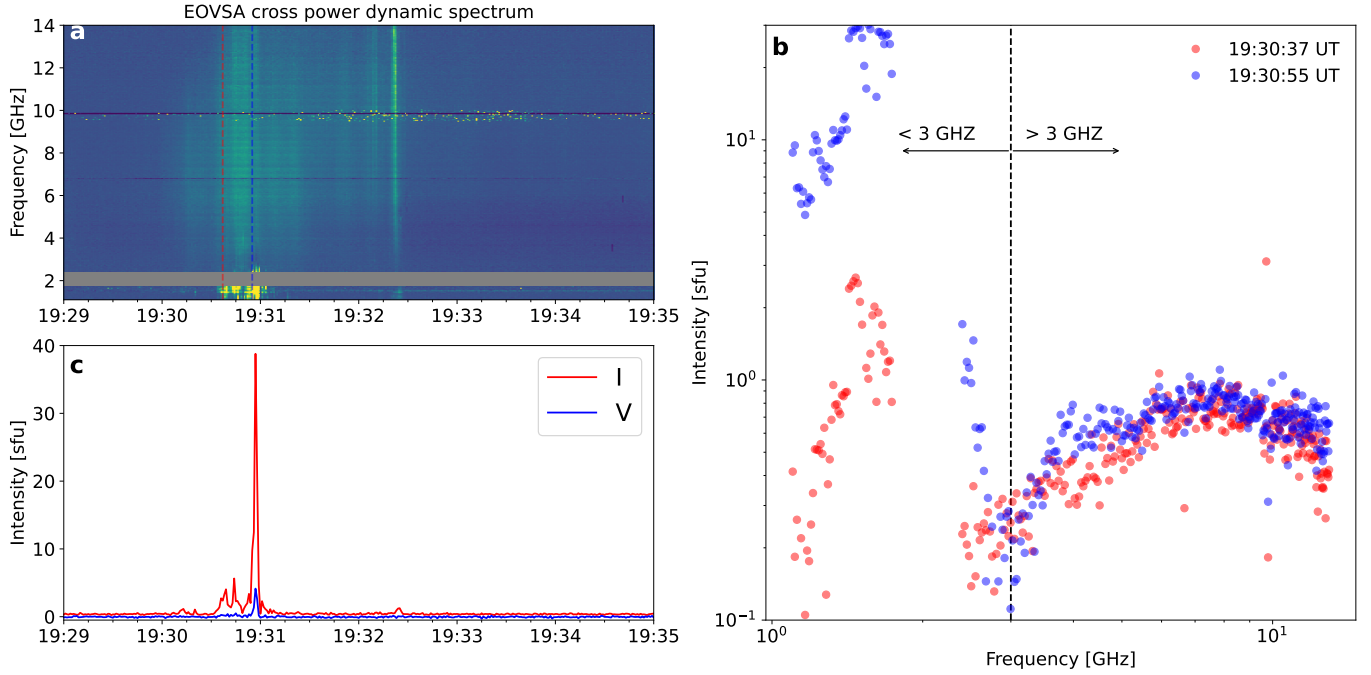 EOVSA cross power dynamic spectrum
a
14
12
10
8
6
4
2
Frequency [GHz]
19:29 19:30 19:31 19:32 19:33 19:34 19:35
c
I
V
40
30
20
10
0
Intensity [sfu]
19:29 19:30 19:31 19:32 19:33 19:34 19:35
b
19:30:37 UT
19:30:55 UT
< 3 GHZ > 3 GHZ
10¹
10⁰
10⁻¹
Intensity [sfu]
10⁰ 10¹
Frequency [GHz]